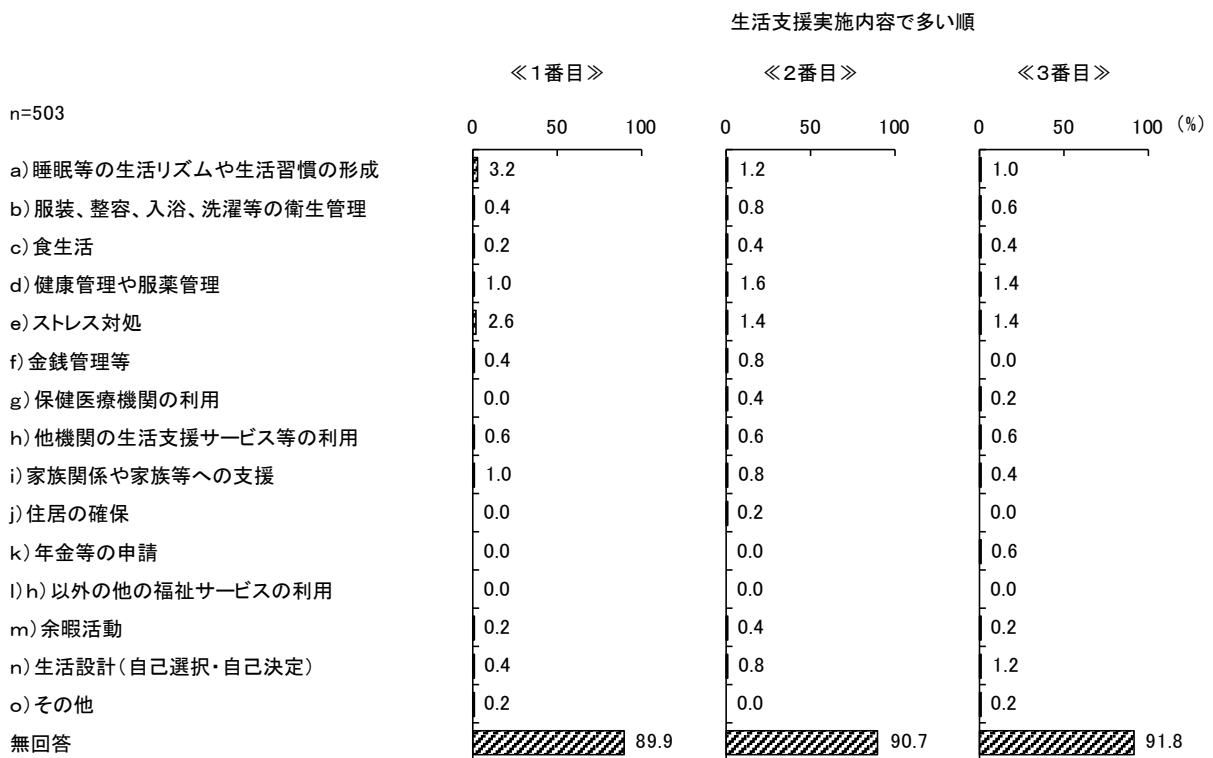 生活支援実施内容で多い順
≪1番目≫ ≪2番目≫ ≪3番目≫
n=503
0 50 100 0 50 100 0 50 100 (%)
a)睡眠等の生活リズムや生活習慣の形成 3.2 1.2 1.0
b)服装、整容、入浴、洗濯等の衛生管理 0.4 0.8 0.6
c)食生活 0.2 0.4 0.4
d)健康管理や服薬管理 1.0 1.6 1.4
e)ストレス対処 2.6 1.4 1.4
f)金銭管理等 0.4 0.8 0.0
g)保健医療機関の利用 0.0 0.4 0.2
h)他機関の生活支援サービス等の利用 0.6 0.6 0.6
i)家族関係や家族等への支援 1.0 0.8 0.4
j)住居の確保 0.0 0.2 0.0
k)年金等の申請 0.0 0.0 0.6
l)h)以外の他の福祉サービスの利用 0.0 0.0 0.0
m)余暇活動 0.2 0.4 0.2
n)生活設計(自己選択・自己決定) 0.4 0.8 1.2
o)その他 0.2 0.0 0.2
無回答 89.9 90.7 91.8